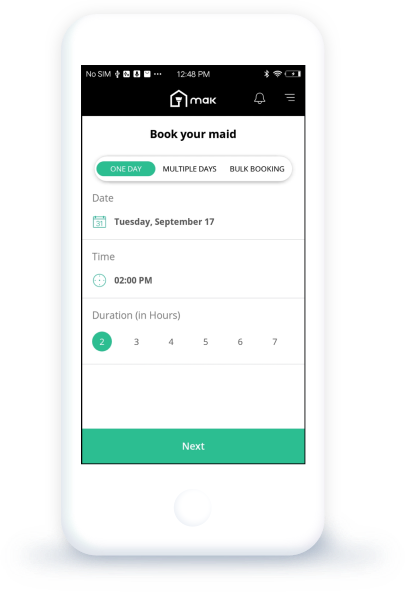 No SIM 12:48 PM
мак
Book your maid
ONE DAY MULTIPLE DAYS BULK BOOKING
Date
31 Tuesday, September 17
Time
02:00 PM
Duration (in Hours)
2 3 4 5 6 7
Next